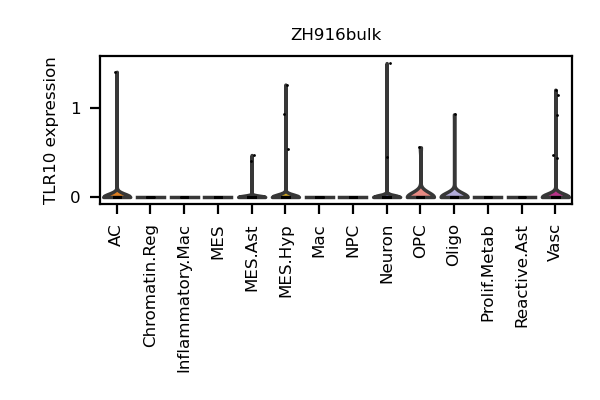 ZH916bulk
TLR10 expression
1
0
AC
Chromatin.Reg
Inflammatory.Mac
MES
MES.Ast
MES.Hyp
Mac
NPC
Neuron
OPC
Oligo
Prolif.Metab
Reactive.Ast
Vasc